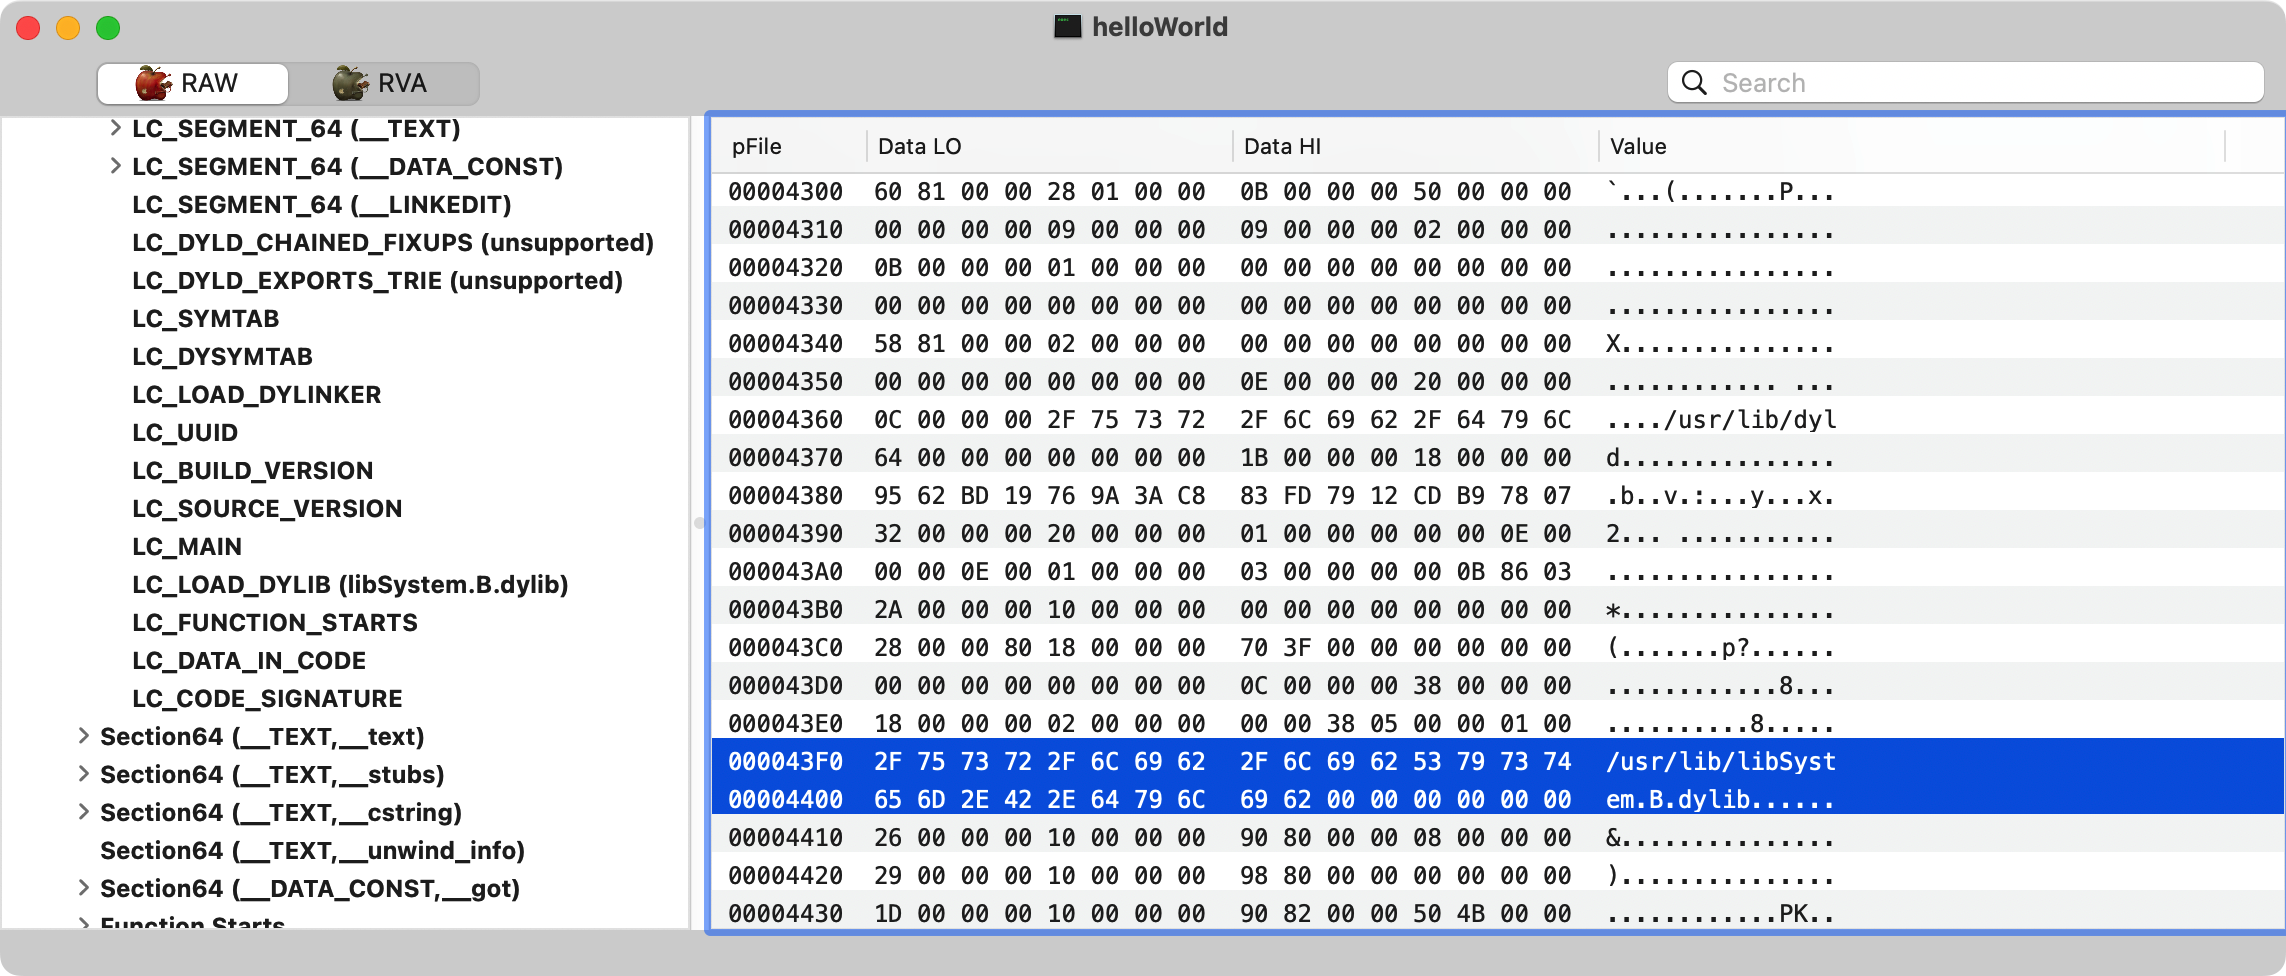 helloWorld
RAW
RVA
Search
LC_SEGMENT_64 (__TEXT)
LC_SEGMENT_64 (__DATA_CONST)
LC_SEGMENT_64 (__LINKEDIT)
LC_DYLD_CHAINED_FIXUPS (unsupported)
LC_DYLD_EXPORTS_TRIE (unsupported)
LC_SYMTAB
LC_DYSYMTAB
LC_LOAD_DYLINKER
LC_UUID
LC_BUILD_VERSION
LC_SOURCE_VERSION
LC_MAIN
LC_LOAD_DYLIB (libSystem.B.dylib)
LC_FUNCTION_STARTS
LC_DATA_IN_CODE
LC_CODE_SIGNATURE
Section64 (__TEXT,__text)
Section64 (__TEXT,__stubs)
Section64 (__TEXT,__cstring)
Section64 (__TEXT,__unwind_info)
Section64 (__DATA_CONST,__got)
Function Starts
pFile Data LO Data HI Value
00004300 60 81 00 00 28 01 00 00 0B 00 00 00 50 00 00 00 `...(.......P...
00004310 00 00 00 00 09 00 00 00 09 00 00 00 02 00 00 00 ................
00004320 0B 00 00 00 01 00 00 00 00 00 00 00 00 00 00 00 ................
00004330 00 00 00 00 00 00 00 00 00 00 00 00 00 00 00 00 ................
00004340 58 81 00 00 02 00 00 00 00 00 00 00 00 00 00 00 X...............
00004350 00 00 00 00 00 00 00 00 0E 00 00 00 20 00 00 00 ............ ...
00004360 0C 00 00 00 2F 75 73 72 2F 6C 69 62 2F 64 79 6C ..../usr/lib/dyl
00004370 64 00 00 00 00 00 00 00 1B 00 00 00 18 00 00 00 d...............
00004380 95 62 BD 19 76 9A 3A C8 83 FD 79 12 CD B9 78 07 .b..v.:...y...x.
00004390 32 00 00 00 20 00 00 00 01 00 00 00 00 00 0E 00 2... ...........
000043A0 00 00 0E 00 01 00 00 00 03 00 00 00 00 0B 86 03 ................
000043B0 2A 00 00 00 10 00 00 00 00 00 00 00 00 00 00 00 *...............
000043C0 28 00 00 80 18 00 00 00 70 3F 00 00 00 00 00 00 (.......p?......
000043D0 00 00 00 00 00 00 00 00 0C 00 00 00 38 00 00 00 ............8...
000043E0 18 00 00 00 02 00 00 00 00 00 38 05 00 00 01 00 ..........8.....
000043F0 2F 75 73 72 2F 6C 69 62 2F 6C 69 62 53 79 73 74 /usr/lib/libSyst
00004400 65 6D 2E 42 2E 64 79 6C 69 62 00 00 00 00 00 00 em.B.dylib......
00004410 26 00 00 00 10 00 00 00 90 80 00 00 08 00 00 00 &...............
00004420 29 00 00 00 10 00 00 00 98 80 00 00 00 00 00 00 )...............
00004430 1D 00 00 00 10 00 00 00 90 82 00 00 50 4B 00 00 ............PK..